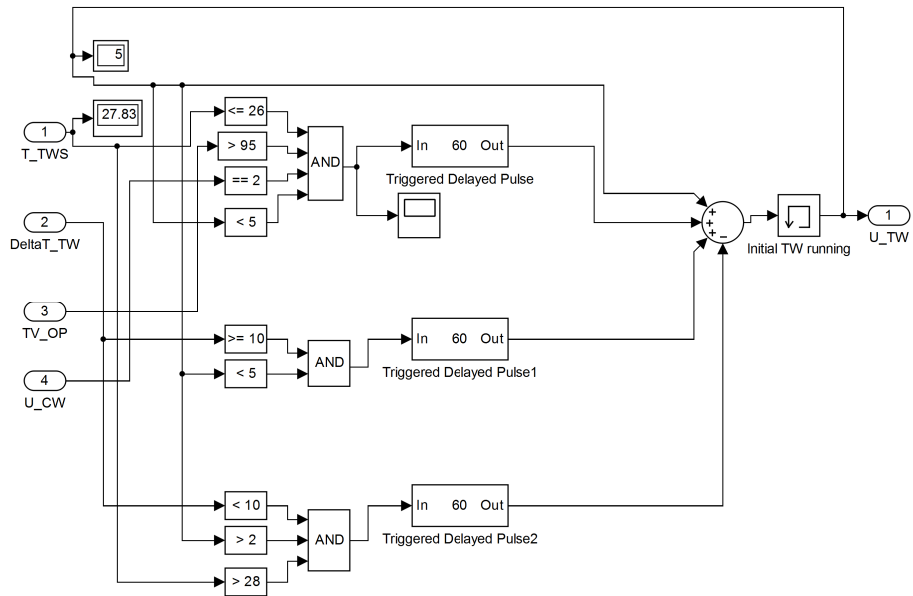 5
27.83
1
T_TWS
<= 26
> 95
== 2
< 5
AND
In 60 Out
Triggered Delayed Pulse
2
DeltaT_TW
+
+
+
−
Initial TW running
1
U_TW
3
TV_OP
4
U_CW
>= 10
< 5
AND
In 60 Out
Triggered Delayed Pulse1
< 10
> 2
> 28
AND
In 60 Out
Triggered Delayed Pulse2